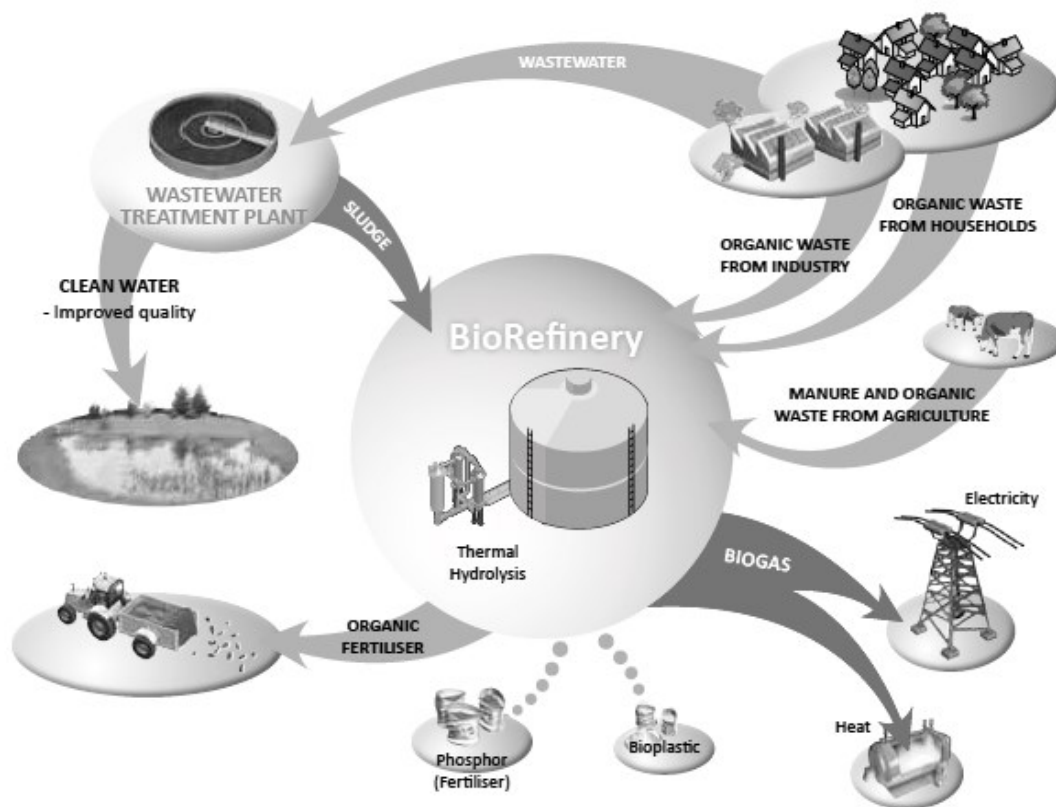 WASTEWATER
WASTEWATER
TREATMENT PLANT
SLUDGE
ORGANIC WASTE
FROM HOUSEHOLDS
ORGANIC WASTE
FROM INDUSTRY
CLEAN WATER
- Improved quality
BioRefinery
MANURE AND ORGANIC
WASTE FROM AGRICULTURE
Electricity
Thermal
Hydrolysis
BIOGAS
ORGANIC
FERTILISER
Heat
Phosphor
(Fertiliser)
Bioplastic